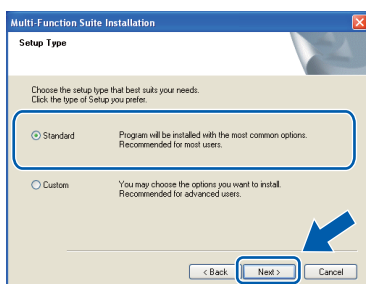 Multi-Function Suite Installation
Setup Type
Choose the setup type that best suits your needs.
Click the type of Setup you prefer.
Standard
Program will be installed with the most common options.
Recommended for most users.
Custom
You may choose the options you want to install.
Recommended for advanced users.
< Back
Next >
Cancel